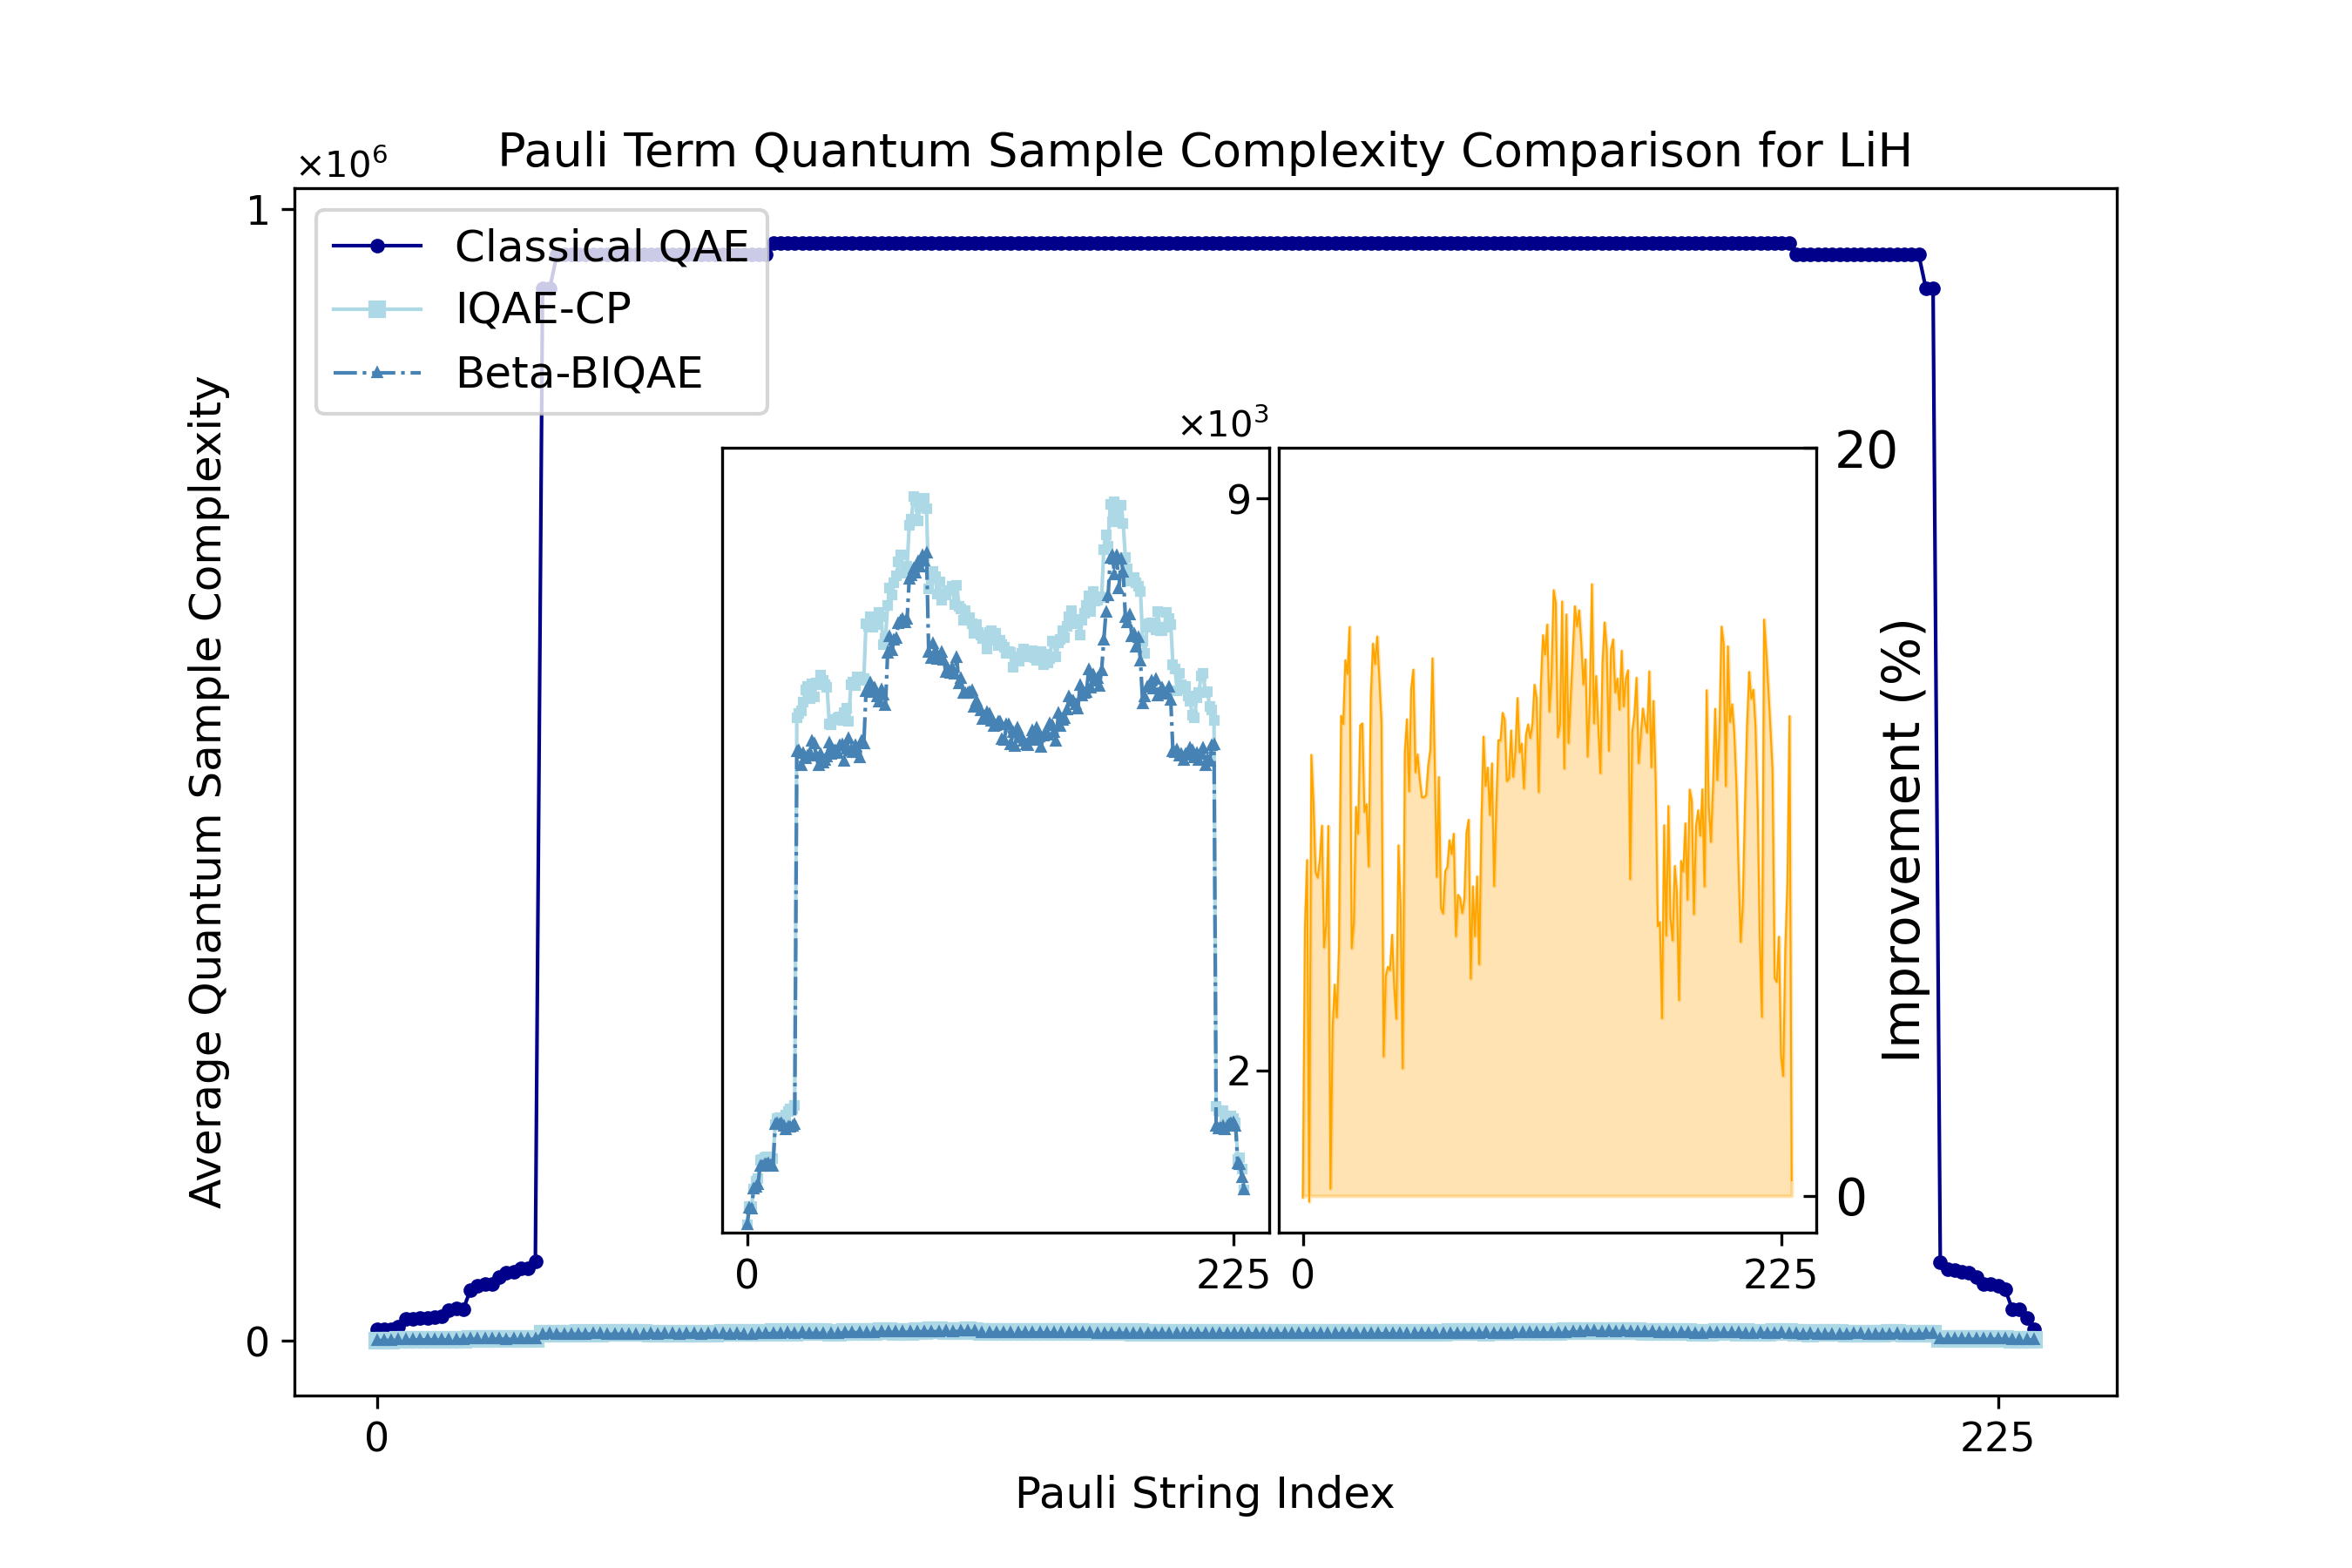 Pauli Term Quantum Sample Complexity Comparison for LiH
×10⁶
1
0
Average Quantum Sample Complexity
Classical QAE
IQAE-CP
Beta-BIQAE
×10³
9
2
0
225
20
0
Improvement (%)
0
225
0
225
Pauli String Index